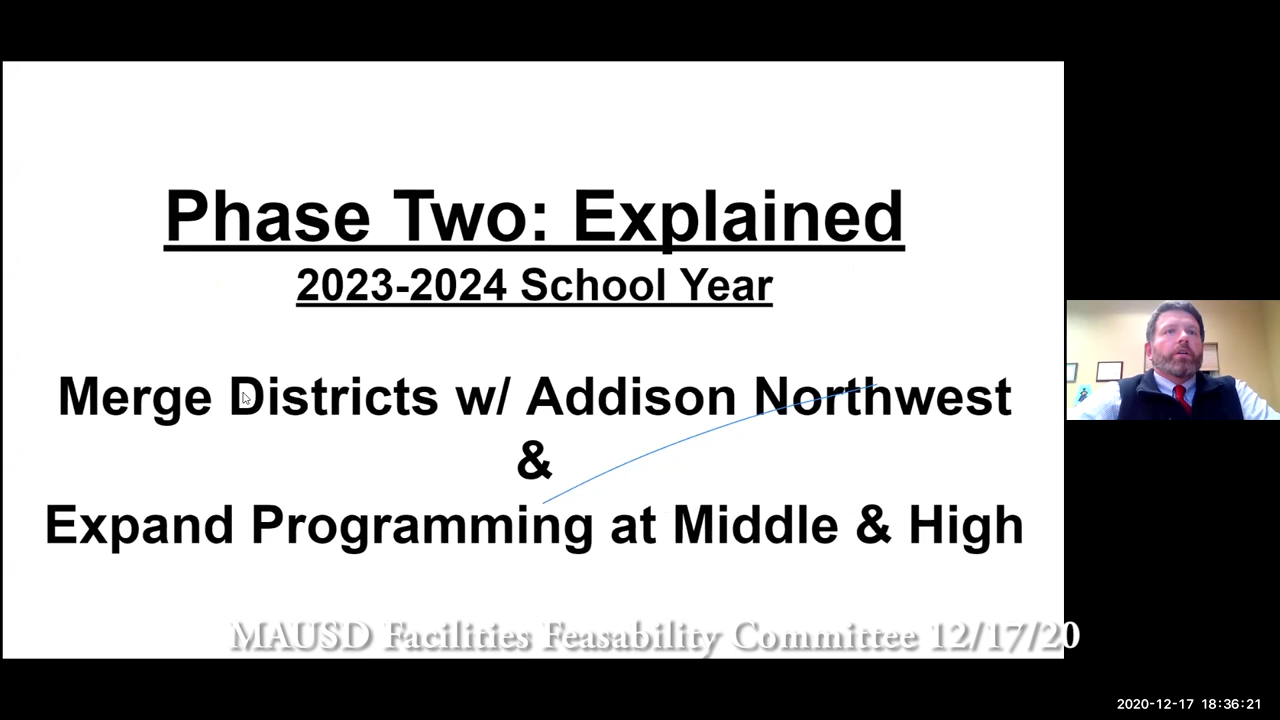 Phase Two: Explained
2023-2024 School Year
Merge Districts w/ Addison Northwest
&
Expand Programming at Middle & High
MAUSD Facilities Feasability Committee 12/17/20
2020-12-17 18:36:21